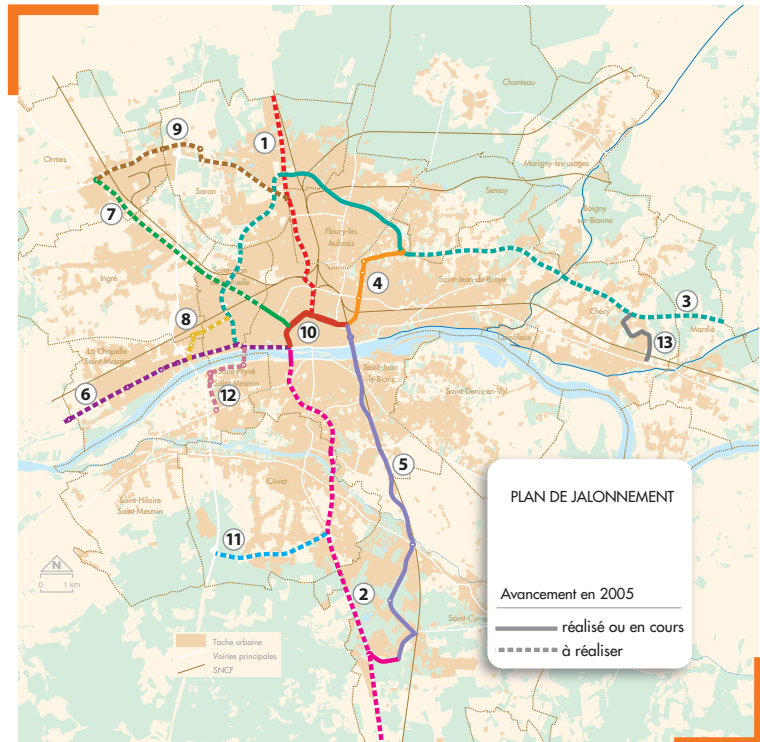 Chanteau
9
1
Ormes
Marigny-les-usages
Saran
Semoy
7
Boigny
sur-Bionne
Fleury-les
Aubrais
Ingré
4
Saint-Jean-de-Braye
3
8
10
Chécy
Mardié
La Chapelle
Saint-Mesmin
Combleux
13
6
Saint-Jean
le-Blanc
Saint-Pryvé
Saint-Mesmin
12
Saint-Denis-en-Val
5
Olivet
Saint-Hilaire
Saint-Mesmin
11
2
N
0 1 km
Tache urbaine
Voiries principales
SNCF
PLAN DE JALONNEMENT
Avancement en 2005
réalisé ou en cours
à réaliser